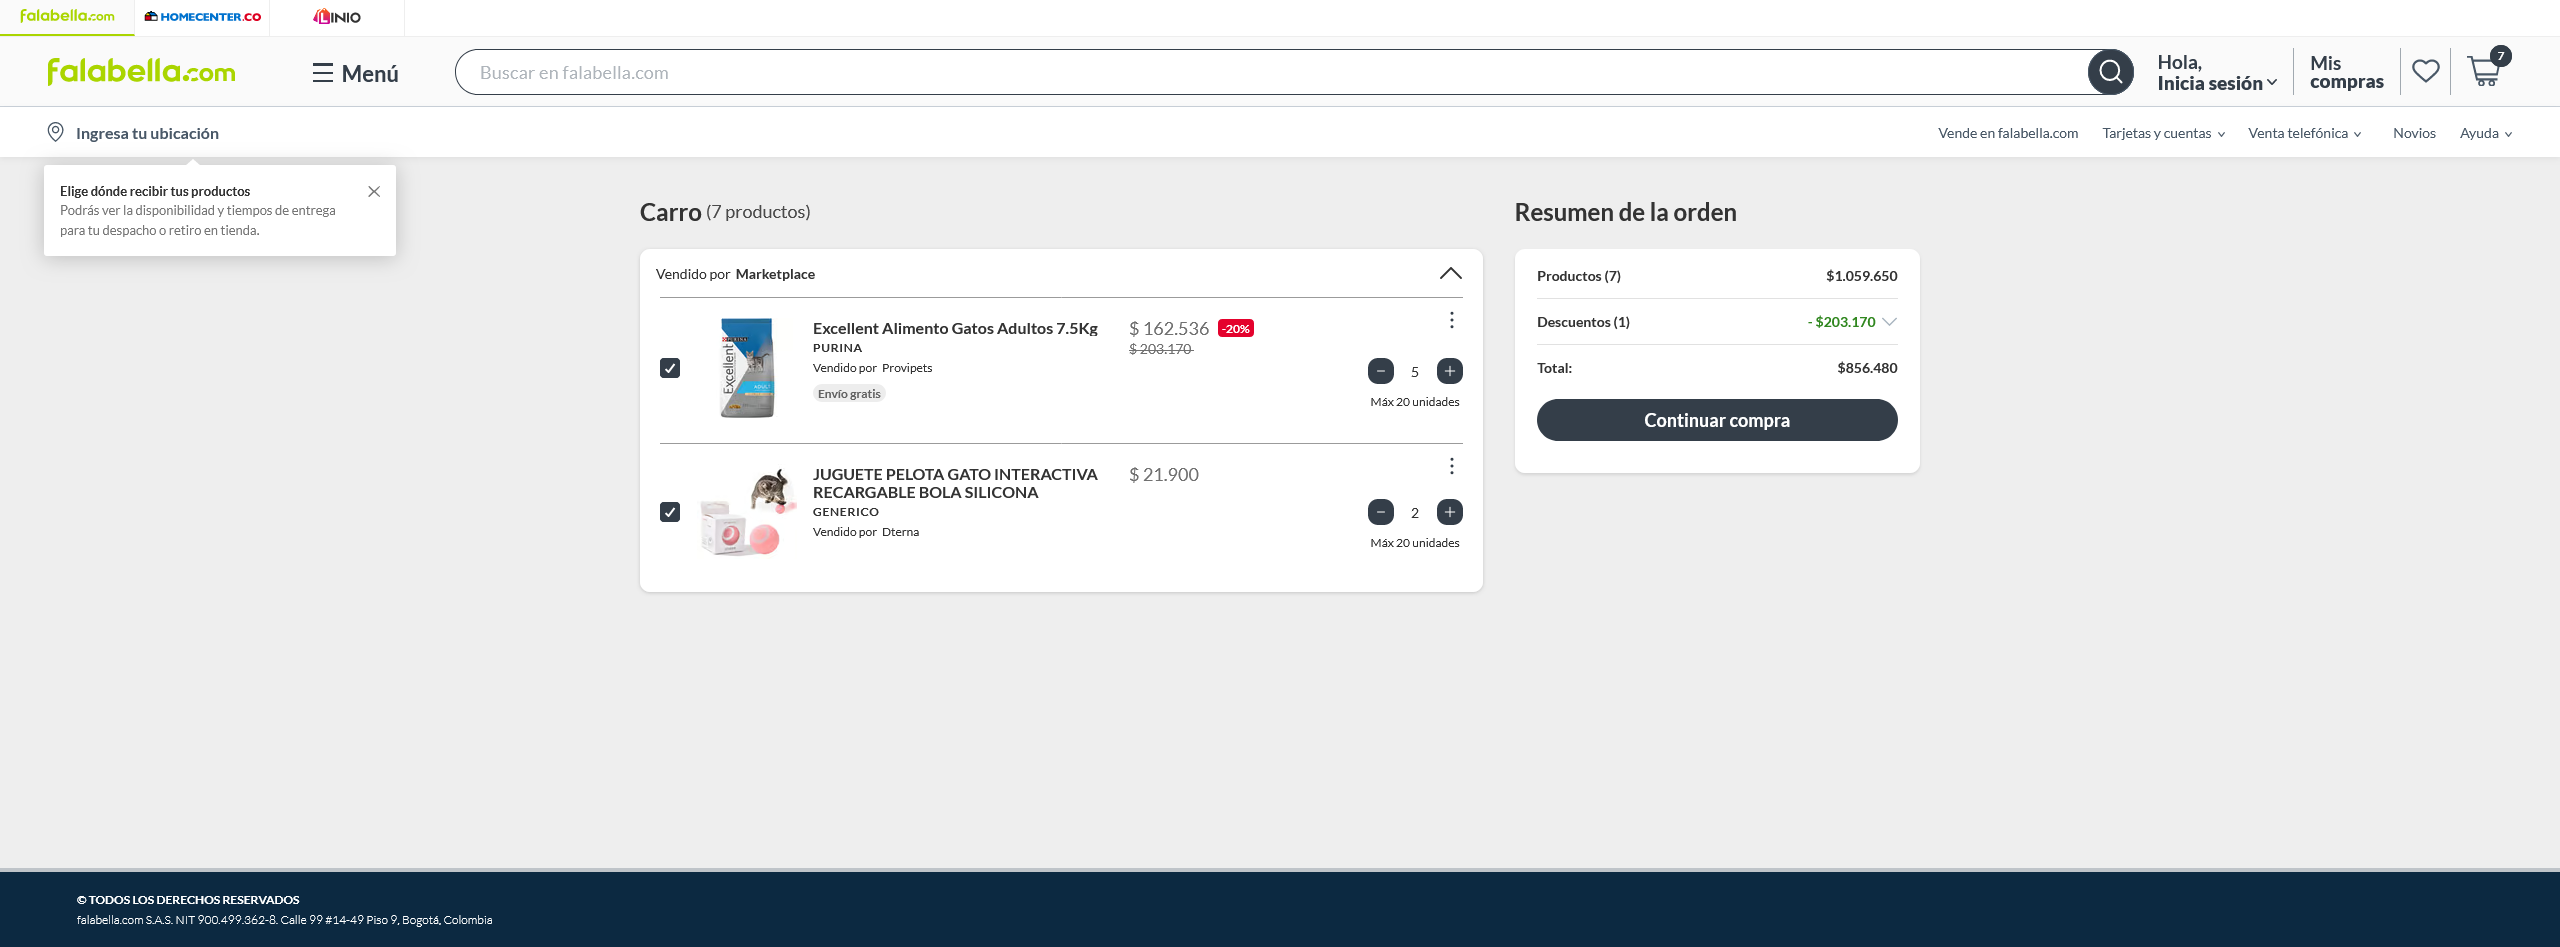 falabella.com
HOMECENTER.CO
LINIO
falabella.com
Menú
Buscar en falabella.com
Hola,
Inicia sesión
Mis
compras
7
Ingresa tu ubicación
Vende en falabella.com
Tarjetas y cuentas
Venta telefónica
Novios
Ayuda
Elige dónde recibir tus productos
Podrás ver la disponibilidad y tiempos de entrega
para tu despacho o retiro en tienda.
Carro (7 productos)
Vendido por Marketplace
Excellent
PURINA
ADULT
Excellent Alimento Gatos Adultos 7.5Kg
PURINA
Vendido por Provipets
Envío gratis
$ 162.536 -20%
$ 203.170
5
Máx 20 unidades
JUGUETE PELOTA GATO INTERACTIVA
RECARGABLE BOLA SILICONA
GENERICO
Vendido por Dterna
$ 21.900
2
Máx 20 unidades
Resumen de la orden
Productos (7) $1.059.650
Descuentos (1) - $203.170
Total: $856.480
Continuar compra
© TODOS LOS DERECHOS RESERVADOS
falabella.com S.A.S. NIT 900.499.362-8. Calle 99 #14-49 Piso 9, Bogotá, Colombia